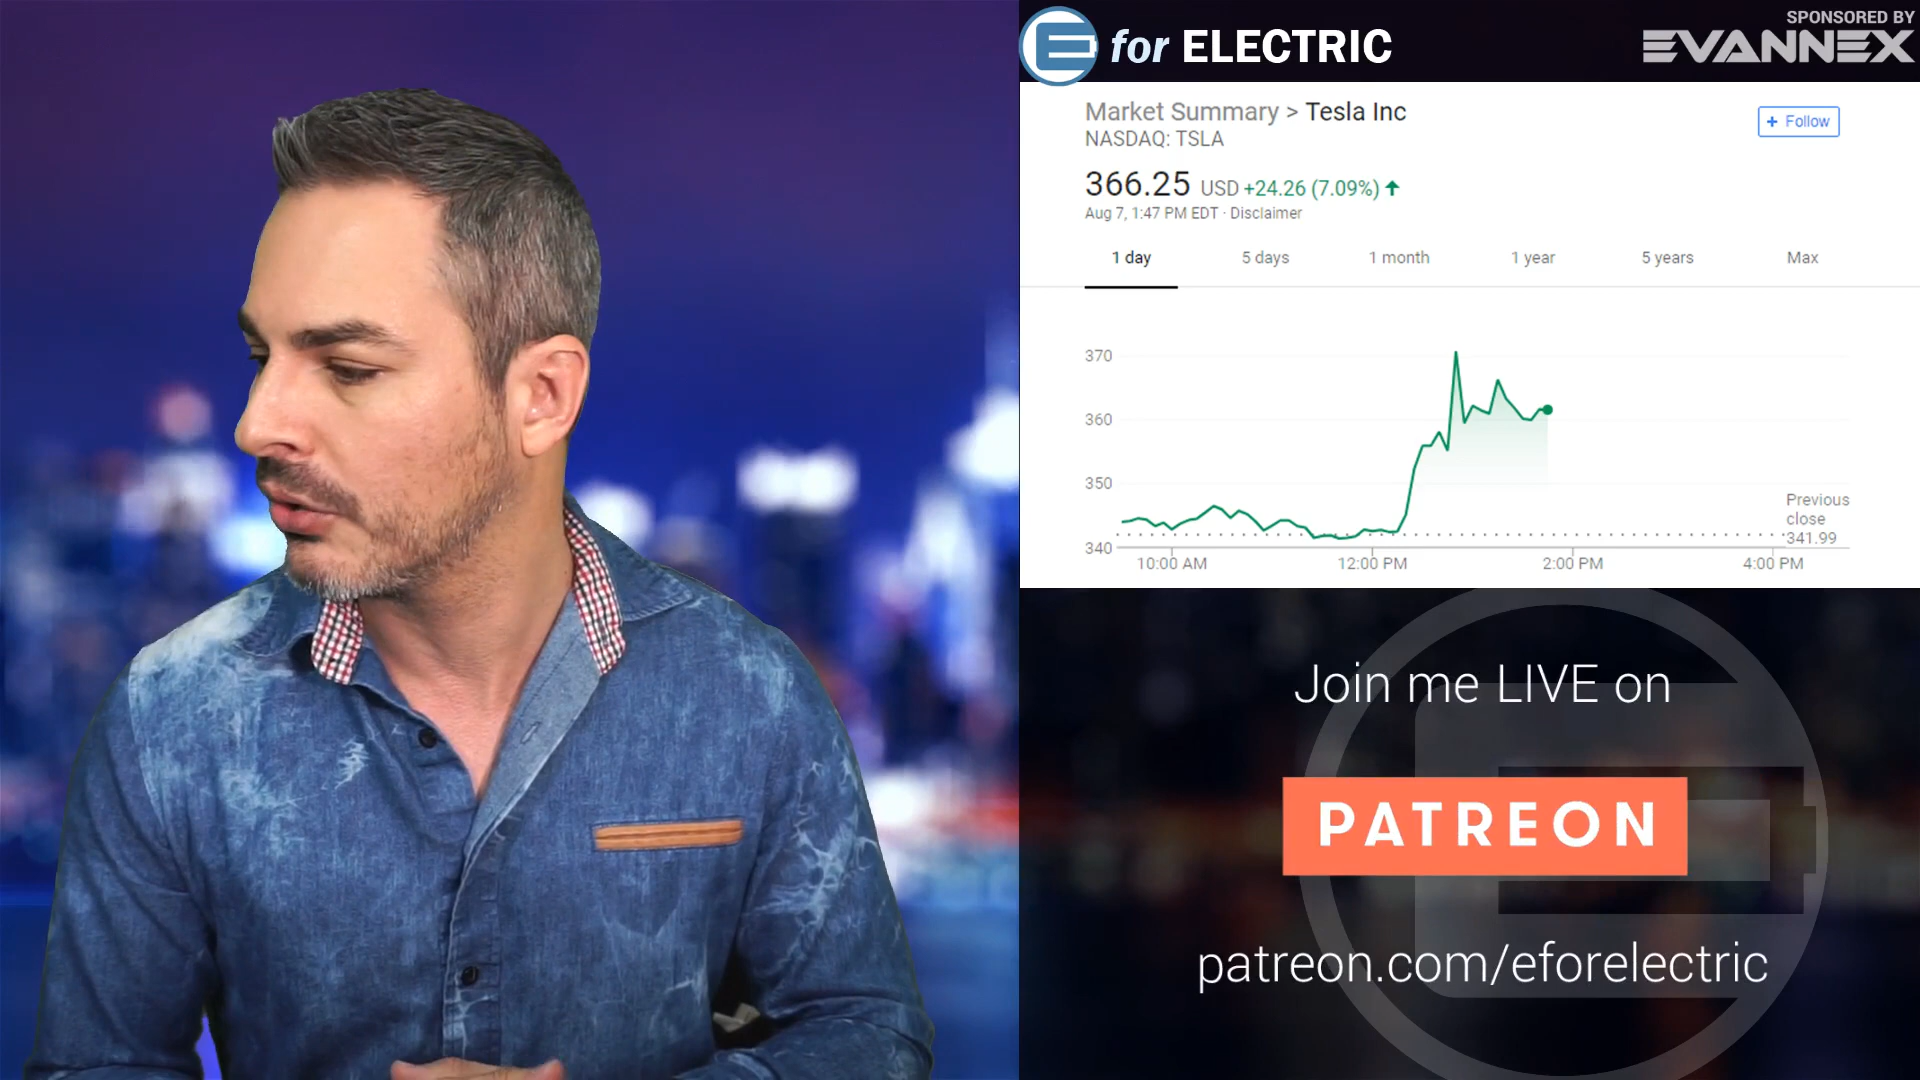 E for ELECTRIC
SPONSORED BY
EVANNEX
Market Summary > Tesla Inc
NASDAQ: TSLA
+ Follow
366.25 USD +24.26 (7.09%)
Aug 7, 1:47 PM EDT · Disclaimer
1 day 5 days 1 month 1 year 5 years Max
370
360
350
340
Previous
close
341.99
10:00 AM 12:00 PM 2:00 PM 4:00 PM
Join me LIVE on
PATREON
patreon.com/eforelectric